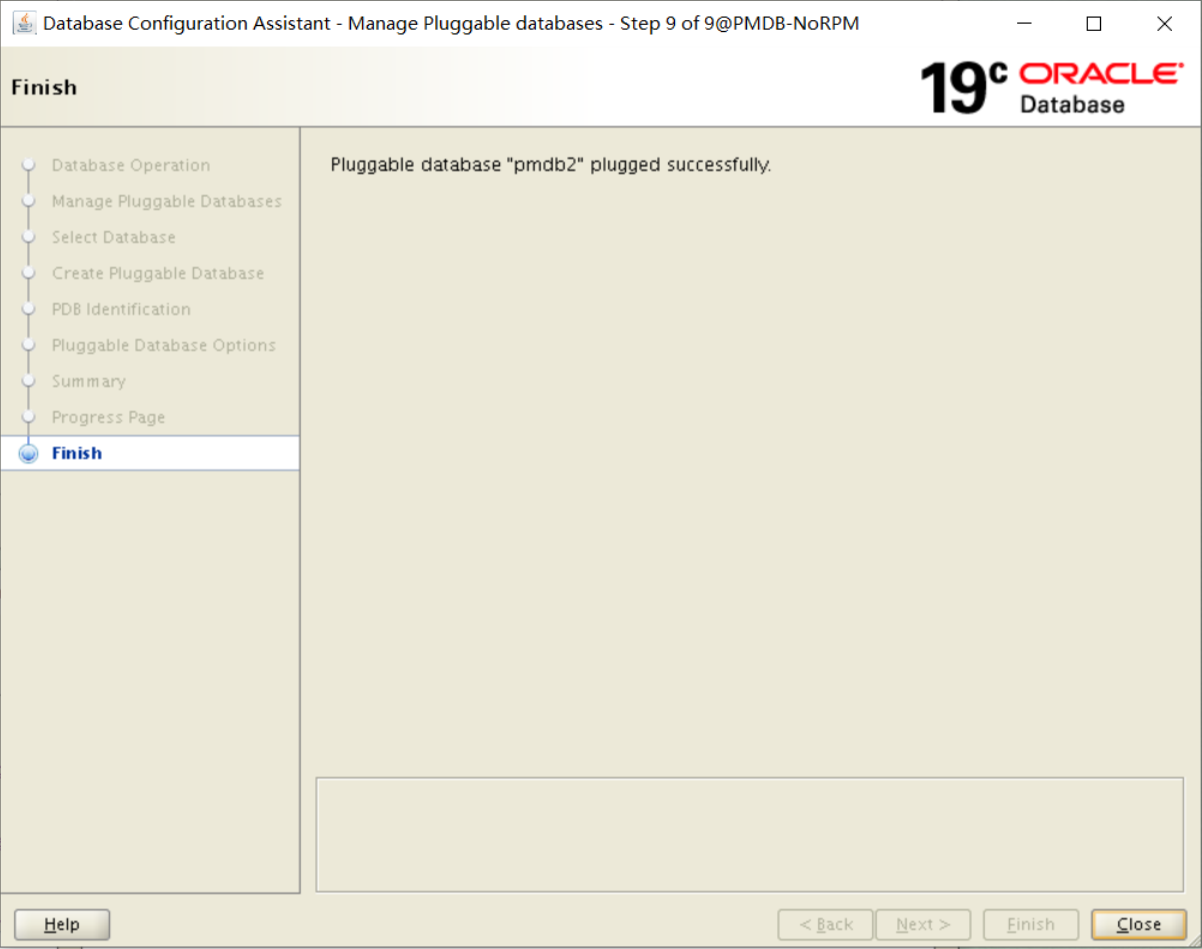 Database Configuration Assistant - Manage Pluggable databases - Step 9 of 9@PMDB-NoRPM
Finish
19c ORACLE
Database
Database Operation
Manage Pluggable Databases
Select Database
Create Pluggable Database
PDB Identification
Pluggable Database Options
Summary
Progress Page
Finish
Pluggable database "pmdb2" plugged successfully.
Help
< Back
Next >
Finish
Close